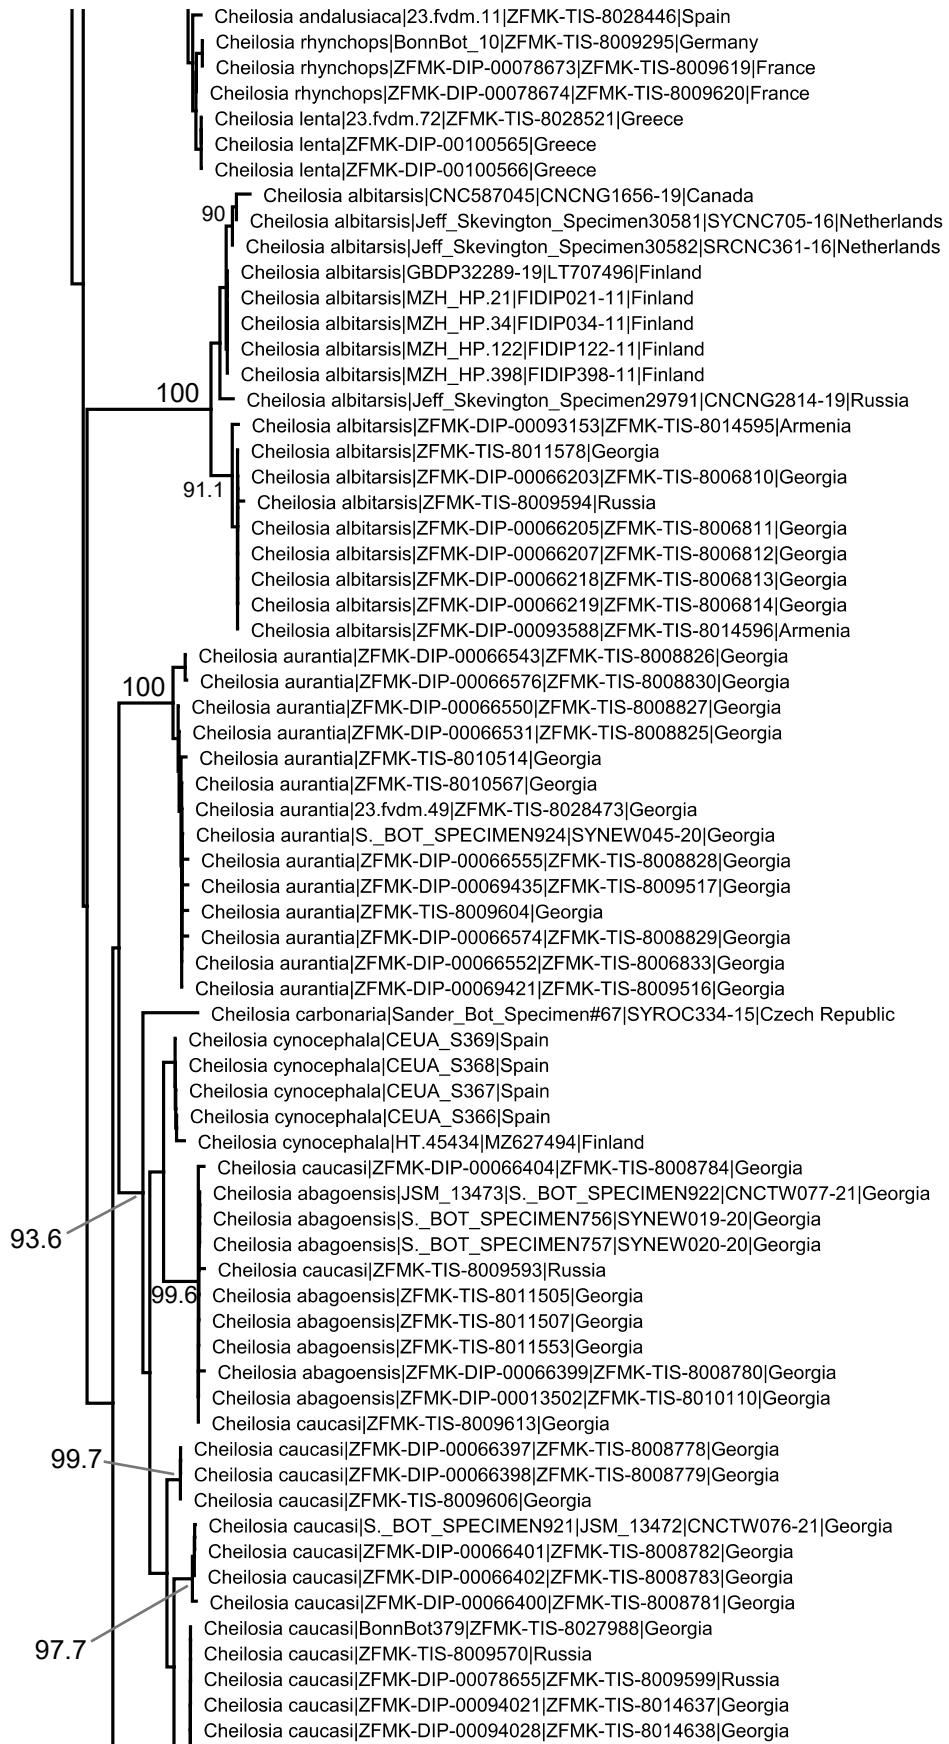 Cheilosia andalusiaca|23.fvdm.11|ZFMK-TIS-8028446|Spain
Cheilosia rhynchops|BonnBot_10|ZFMK-TIS-8009295|Germany
Cheilosia rhynchops|ZFMK-DIP-00078673|ZFMK-TIS-8009619|France
Cheilosia rhynchops|ZFMK-DIP-00078674|ZFMK-TIS-8009620|France
Cheilosia lenta|23.fvdm.72|ZFMK-TIS-8028521|Greece
Cheilosia lenta|ZFMK-DIP-00100565|Greece
Cheilosia lenta|ZFMK-DIP-00100566|Greece
Cheilosia albitarsis|CNC587045|CNCNG1656-19|Canada
90
Cheilosia albitarsis|Jeff_Skevington_Specimen30581|SYCNC705-16|Netherlands
Cheilosia albitarsis|Jeff_Skevington_Specimen30582|SRCNC361-16|Netherlands
Cheilosia albitarsis|GBDP32289-19|LT707496|Finland
Cheilosia albitarsis|MZH_HP.21|FIDIP021-11|Finland
Cheilosia albitarsis|MZH_HP.34|FIDIP034-11|Finland
Cheilosia albitarsis|MZH_HP.122|FIDIP122-11|Finland
Cheilosia albitarsis|MZH_HP.398|FIDIP398-11|Finland
100
Cheilosia albitarsis|Jeff_Skevington_Specimen29791|CNCNG2814-19|Russia
Cheilosia albitarsis|ZFMK-DIP-00093153|ZFMK-TIS-8014595|Armenia
Cheilosia albitarsis|ZFMK-TIS-8011578|Georgia
Cheilosia albitarsis|ZFMK-DIP-00066203|ZFMK-TIS-8006810|Georgia
91.1
Cheilosia albitarsis|ZFMK-TIS-8009594|Russia
Cheilosia albitarsis|ZFMK-DIP-00066205|ZFMK-TIS-8006811|Georgia
Cheilosia albitarsis|ZFMK-DIP-00066207|ZFMK-TIS-8006812|Georgia
Cheilosia albitarsis|ZFMK-DIP-00066218|ZFMK-TIS-8006813|Georgia
Cheilosia albitarsis|ZFMK-DIP-00066219|ZFMK-TIS-8006814|Georgia
Cheilosia albitarsis|ZFMK-DIP-00093588|ZFMK-TIS-8014596|Armenia
Cheilosia aurantia|ZFMK-DIP-00066543|ZFMK-TIS-8008826|Georgia
100
Cheilosia aurantia|ZFMK-DIP-00066576|ZFMK-TIS-8008830|Georgia
Cheilosia aurantia|ZFMK-DIP-00066550|ZFMK-TIS-8008827|Georgia
Cheilosia aurantia|ZFMK-DIP-00066531|ZFMK-TIS-8008825|Georgia
Cheilosia aurantia|ZFMK-TIS-8010514|Georgia
Cheilosia aurantia|ZFMK-TIS-8010567|Georgia
Cheilosia aurantia|23.fvdm.49|ZFMK-TIS-8028473|Georgia
Cheilosia aurantia|S._BOT_SPECIMEN924|SYNEW045-20|Georgia
Cheilosia aurantia|ZFMK-DIP-00066555|ZFMK-TIS-8008828|Georgia
Cheilosia aurantia|ZFMK-DIP-00069435|ZFMK-TIS-8009517|Georgia
Cheilosia aurantia|ZFMK-TIS-8009604|Georgia
Cheilosia aurantia|ZFMK-DIP-00066574|ZFMK-TIS-8008829|Georgia
Cheilosia aurantia|ZFMK-DIP-00066552|ZFMK-TIS-8006833|Georgia
Cheilosia aurantia|ZFMK-DIP-00069421|ZFMK-TIS-8009516|Georgia
Cheilosia carbonaria|Sander_Bot_Specimen#67|SYROC334-15|Czech Republic
Cheilosia cynocephala|CEUA_S369|Spain
Cheilosia cynocephala|CEUA_S368|Spain
Cheilosia cynocephala|CEUA_S367|Spain
Cheilosia cynocephala|CEUA_S366|Spain
Cheilosia cynocephala|HT.45434|MZ627494|Finland
Cheilosia caucasi|ZFMK-DIP-00066404|ZFMK-TIS-8008784|Georgia
Cheilosia abagoensis|JSM_13473|S._BOT_SPECIMEN922|CNCTW077-21|Georgia
Cheilosia abagoensis|S._BOT_SPECIMEN756|SYNEW019-20|Georgia
93.6
Cheilosia abagoensis|S._BOT_SPECIMEN757|SYNEW020-20|Georgia
Cheilosia caucasi|ZFMK-TIS-8009593|Russia
99.6
Cheilosia abagoensis|ZFMK-TIS-8011505|Georgia
Cheilosia abagoensis|ZFMK-TIS-8011507|Georgia
Cheilosia abagoensis|ZFMK-TIS-8011553|Georgia
Cheilosia abagoensis|ZFMK-DIP-00066399|ZFMK-TIS-8008780|Georgia
Cheilosia abagoensis|ZFMK-DIP-00013502|ZFMK-TIS-8010110|Georgia
Cheilosia caucasi|ZFMK-TIS-8009613|Georgia
Cheilosia caucasi|ZFMK-DIP-00066397|ZFMK-TIS-8008778|Georgia
99.7
Cheilosia caucasi|ZFMK-DIP-00066398|ZFMK-TIS-8008779|Georgia
Cheilosia caucasi|ZFMK-TIS-8009606|Georgia
Cheilosia caucasi|S._BOT_SPECIMEN921|JSM_13472|CNCTW076-21|Georgia
Cheilosia caucasi|ZFMK-DIP-00066401|ZFMK-TIS-8008782|Georgia
Cheilosia caucasi|ZFMK-DIP-00066402|ZFMK-TIS-8008783|Georgia
Cheilosia caucasi|ZFMK-DIP-00066400|ZFMK-TIS-8008781|Georgia
Cheilosia caucasi|BonnBot379|ZFMK-TIS-8027988|Georgia
97.7
Cheilosia caucasi|ZFMK-TIS-8009570|Russia
Cheilosia caucasi|ZFMK-DIP-00078655|ZFMK-TIS-8009599|Russia
Cheilosia caucasi|ZFMK-DIP-00094021|ZFMK-TIS-8014637|Georgia
Cheilosia caucasi|ZFMK-DIP-00094028|ZFMK-TIS-8014638|Georgia